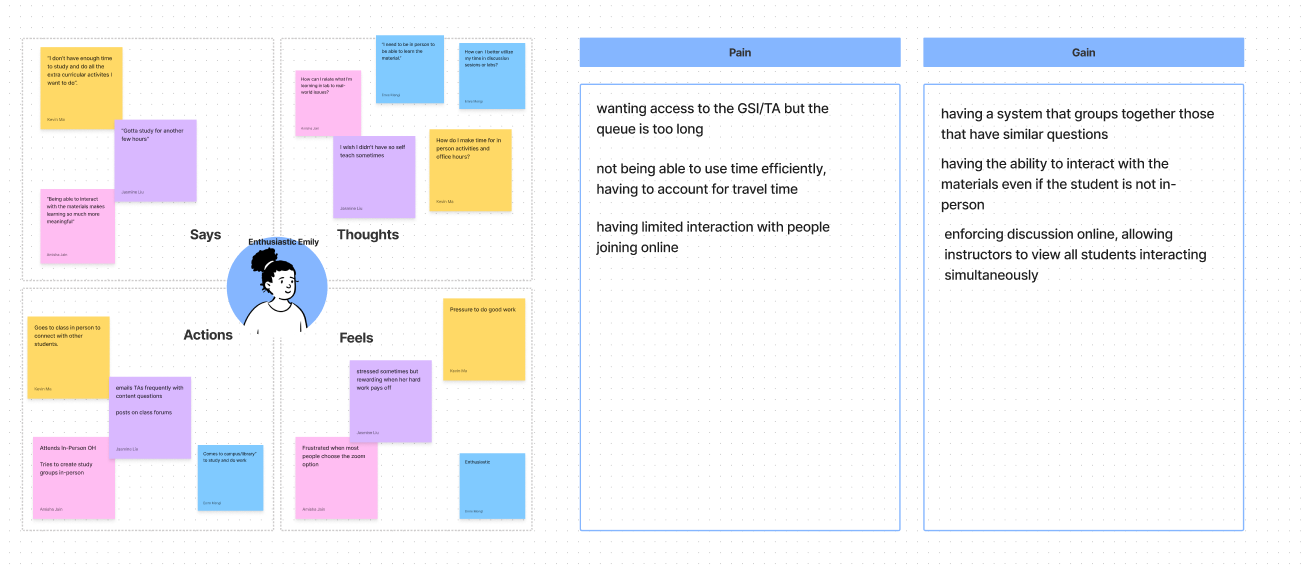 "I don't have enough time
to study and do all the
extra curricular activites I
want to do".
Kevin Ma
"Gotta study for another
few hours"
Jasmine Liu
"Being able to interact
with the materials makes
learning so much more
meaningful"
Amisha Jain
Says
"I need to be in person to
be able to learn the
material."
How can I better utilize
my time in discussion
sessions or labs?
How can I relate what I'm
learning in lab to real-
world issues?
Amisha Jain
I wish I didn't have so self
teach sometimes
Jasmine Liu
How do I make time for in
person activities and
office hours?
Kevin Ma
Thoughts
Enthusiastic Emily
Actions
Goes to class in person to
connect with other
students.
Kevin Ma
emails TAs frequently with
content questions
posts on class forums
Jasmine Liu
Attends In-Person OH
Tries to create study
groups in-person
Amisha Jain
Comes to campus/library"
to study and do work
Feels
Pressure to do good work
Kevin Ma
stressed sometimes but
rewarding when her hard
work pays off
Jasmine Liu
Frustrated when most
people choose the zoom
option
Amisha Jain
Enthusiastic
Pain
wanting access to the GSI/TA but the
queue is too long
not being able to use time efficiently,
having to account for travel time
having limited interaction with people
joining online
Gain
having a system that groups together those
that have similar questions
having the ability to interact with the
materials even if the student is not in-
person
enforcing discussion online, allowing
instructors to view all students interacting
simultaneously